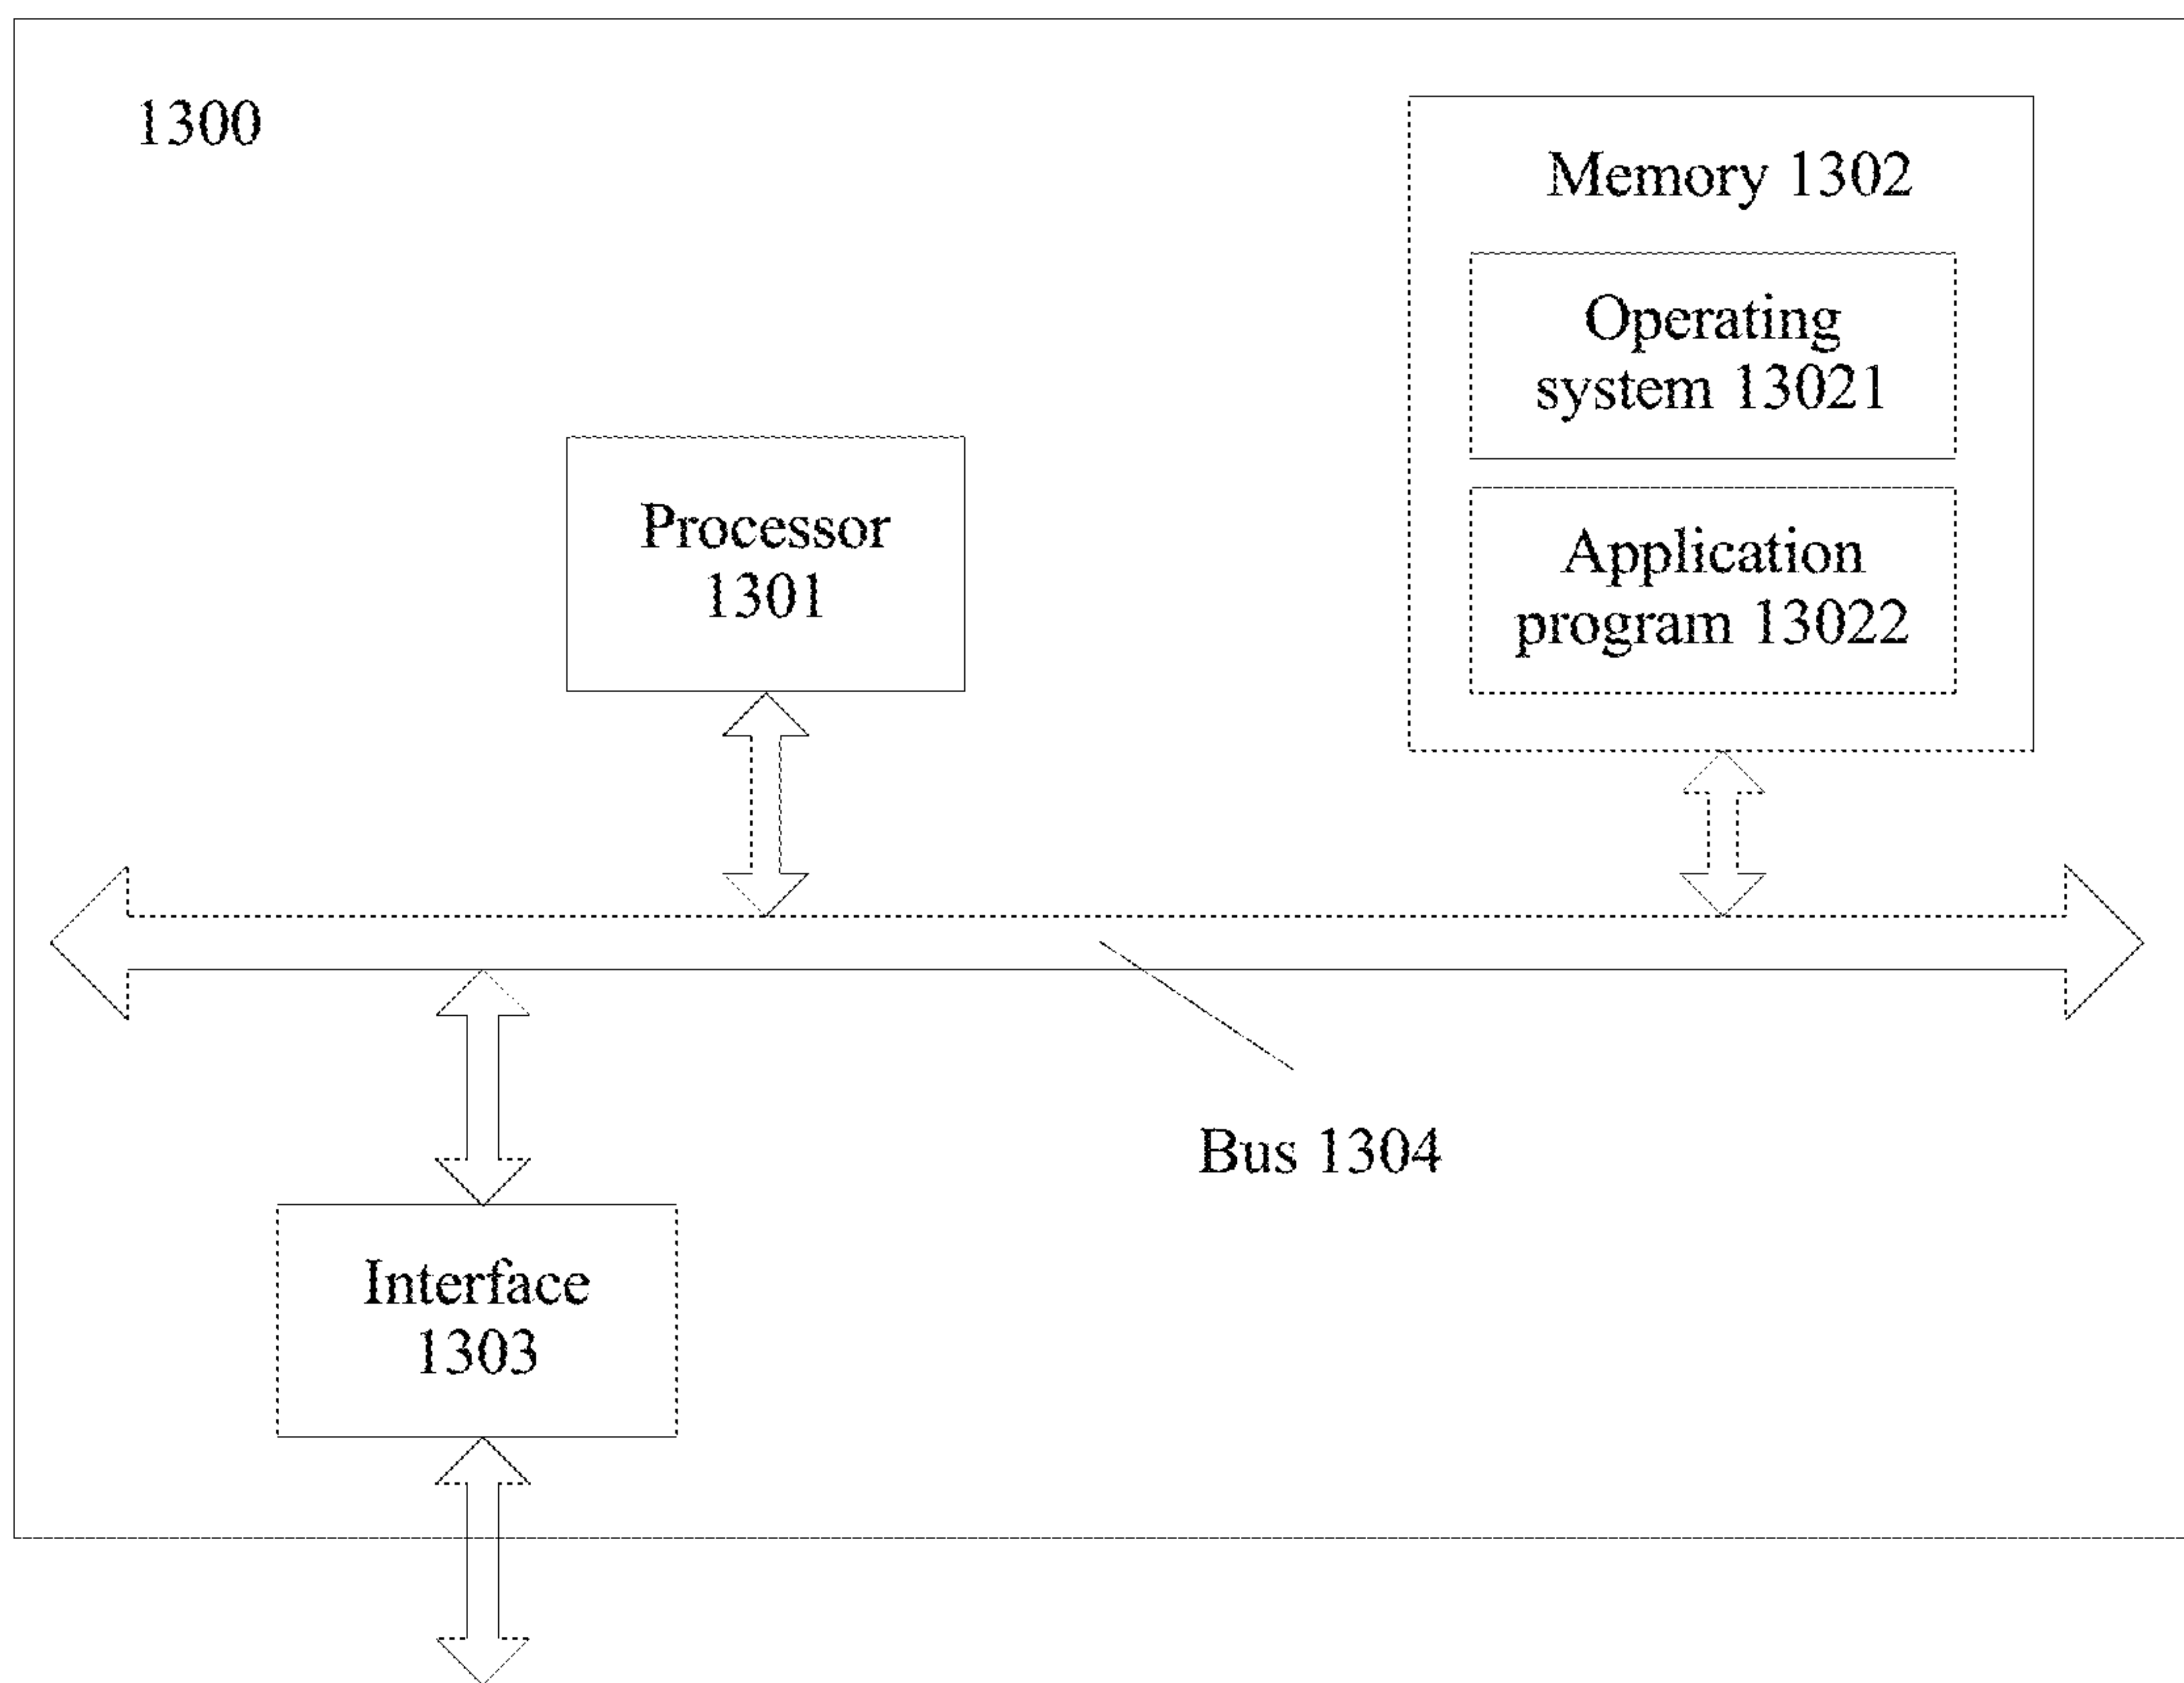 1300
Memory 1302
Operating
system 13021
Application
program 13022
Processor
1301
Bus 1304
Interface
1303